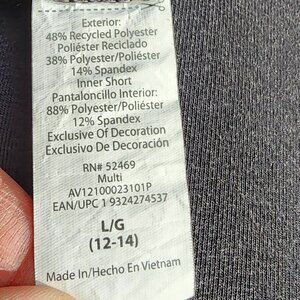 Exterior:
48% Recycled Polyester
Poliéster Reciclado
38% Polyester/Poliéster
14% Spandex
Inner Short
Pantaloncillo Interior:
88% Polyester/Poliéster
12% Spandex
Exclusive Of Decoration
Exclusivo De Decoración
RN# 52469
Multi
AV12100023101P
EAN/UPC 1 9324274537
L/G
(12-14)
Made In/Hecho En Vietnam